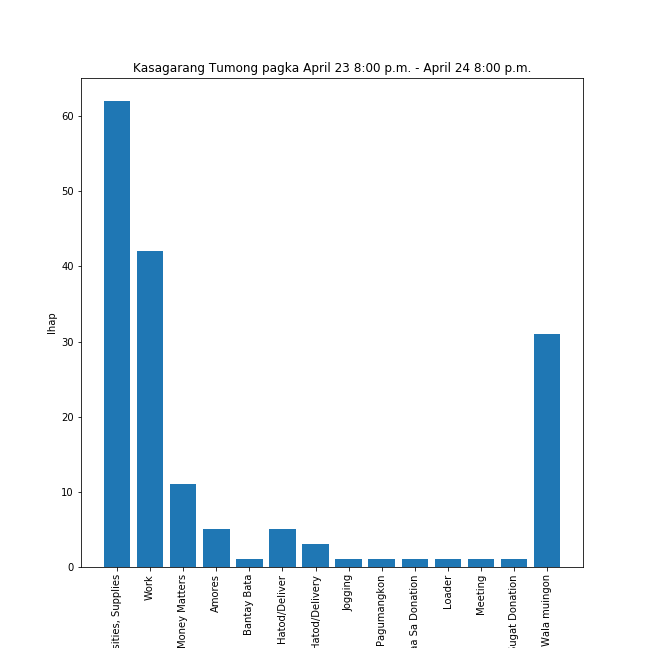 Kasagarang Tumong pagka April 23 8:00 p.m. - April 24 8:00 p.m.
Ihap
60
50
40
30
20
10
0
Supplies
Work
Money Matters
Amores
Bantay Bata
Hatod/Deliver
Hatod/Delivery
Jogging
Pagumangkon
Sa Donation
Loader
Meeting
Donation
Wala muingon